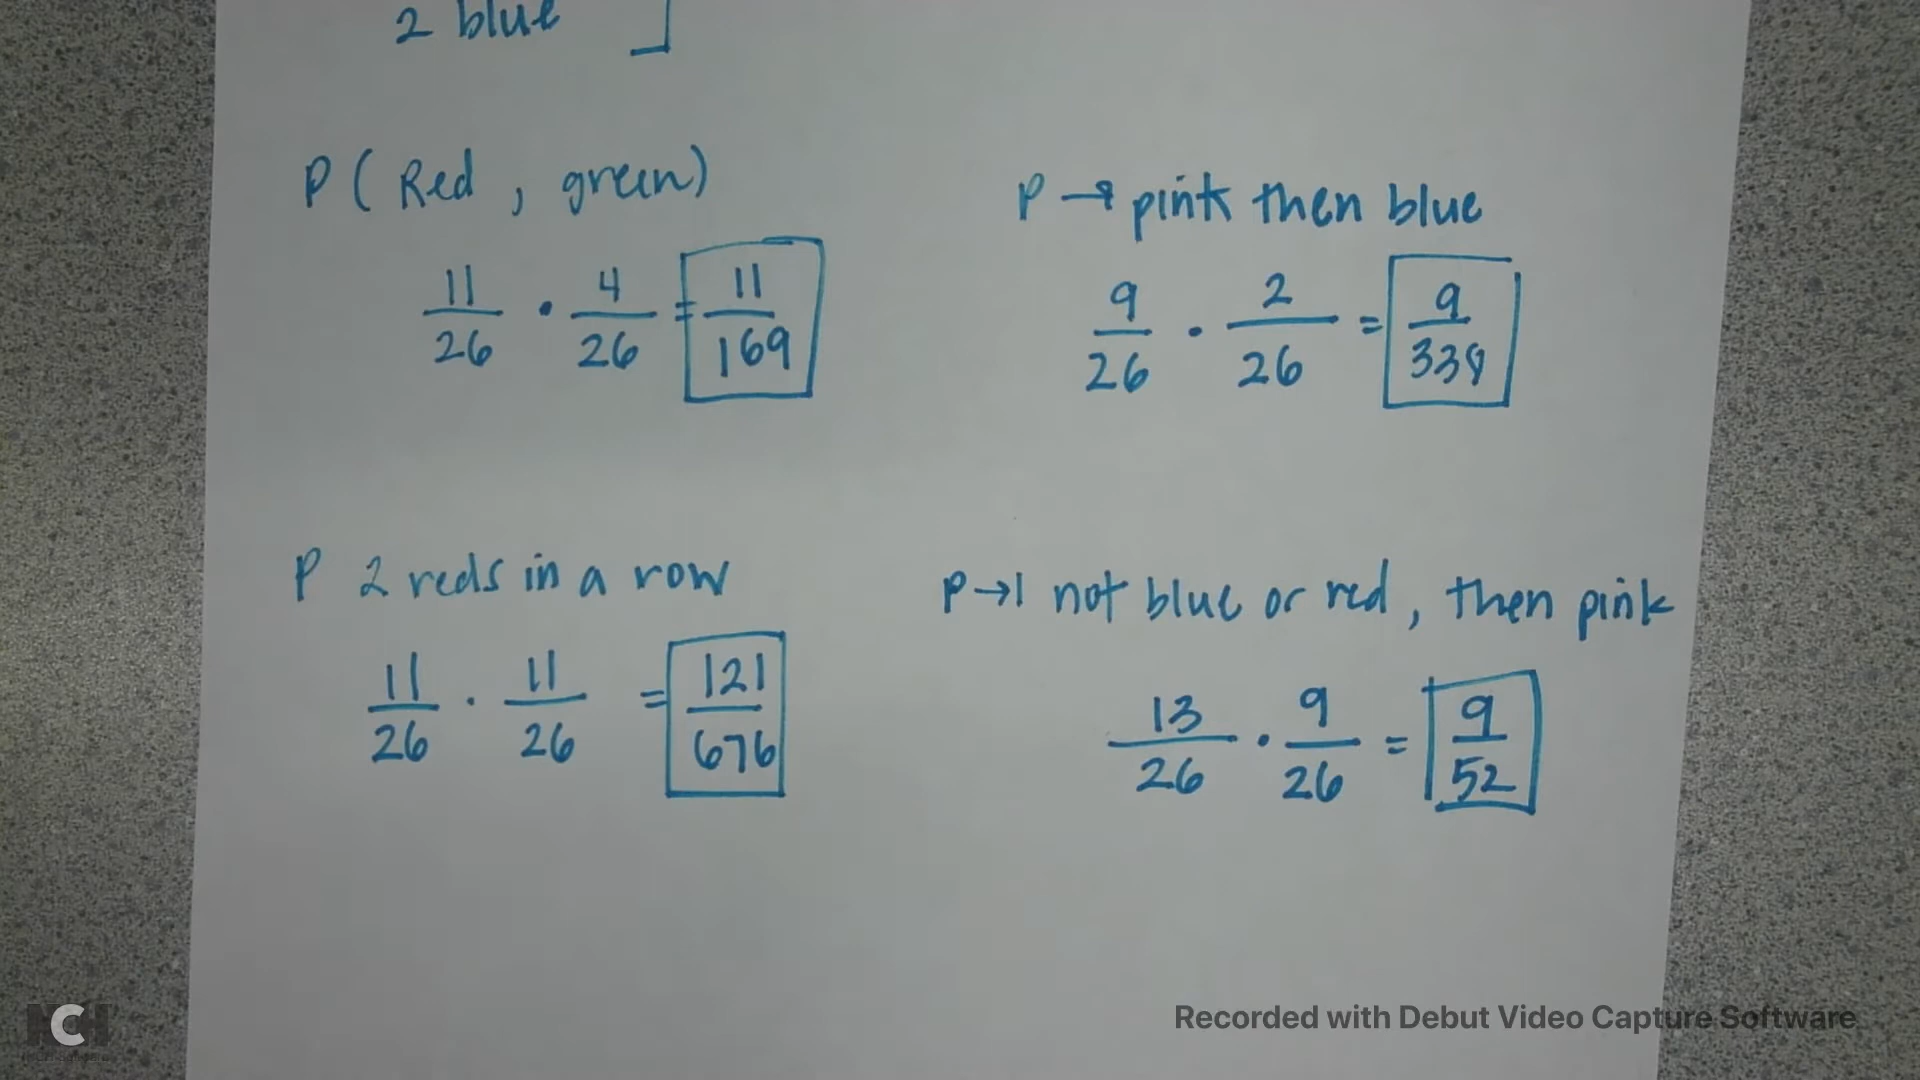 2 blue
P ( Red , green)
11/26 · 4/26 = 11/169
P → pink then blue
9/26 · 2/26 = 9/338
P 2 reds in a row
11/26 · 11/26 = 121/676
P → 1 not blue or red, then pink
13/26 · 9/26 = 9/52
NCH
Recorded with Debut Video Capture Software